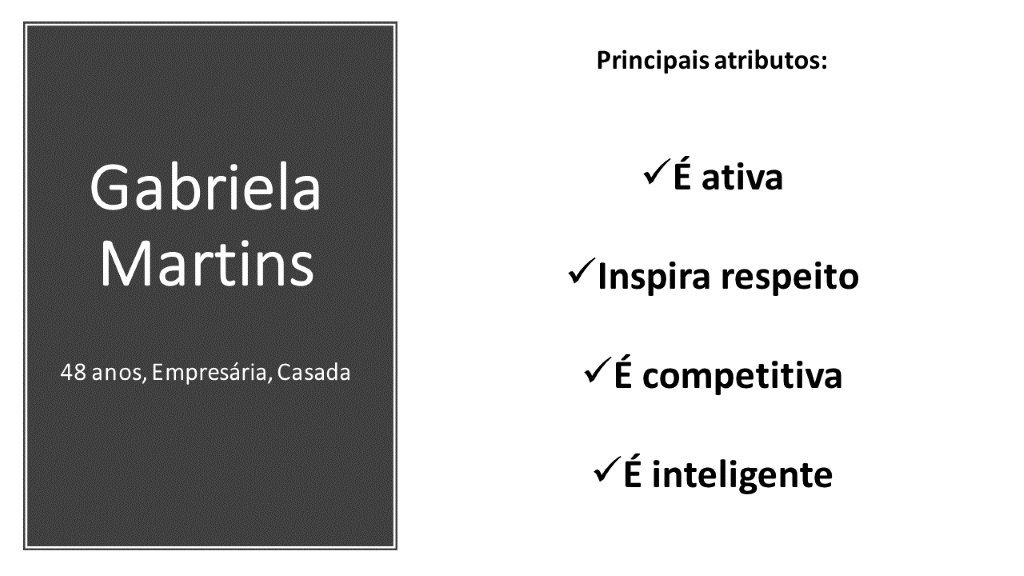 Gabriela
Martins
48 anos, Empresária, Casada
Principais atributos:
✓É ativa
✓Inspira respeito
✓É competitiva
✓É inteligente